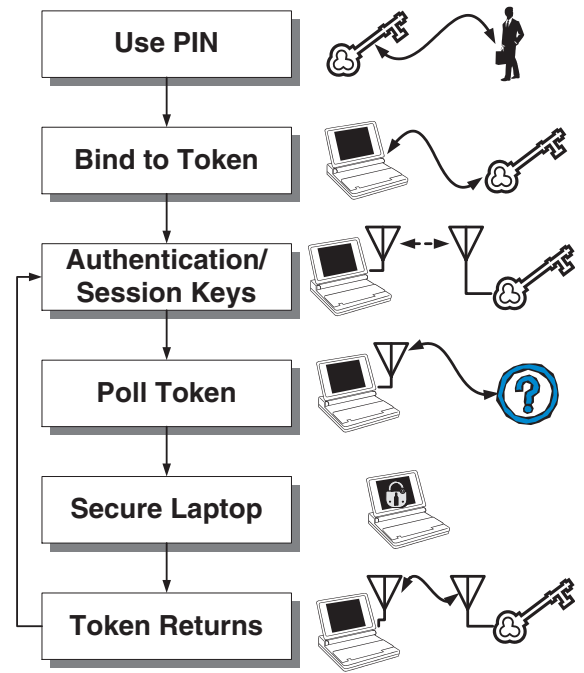 Use PIN
Bind to Token
Authentication/
Session Keys
Poll Token
?
Secure Laptop
Token Returns